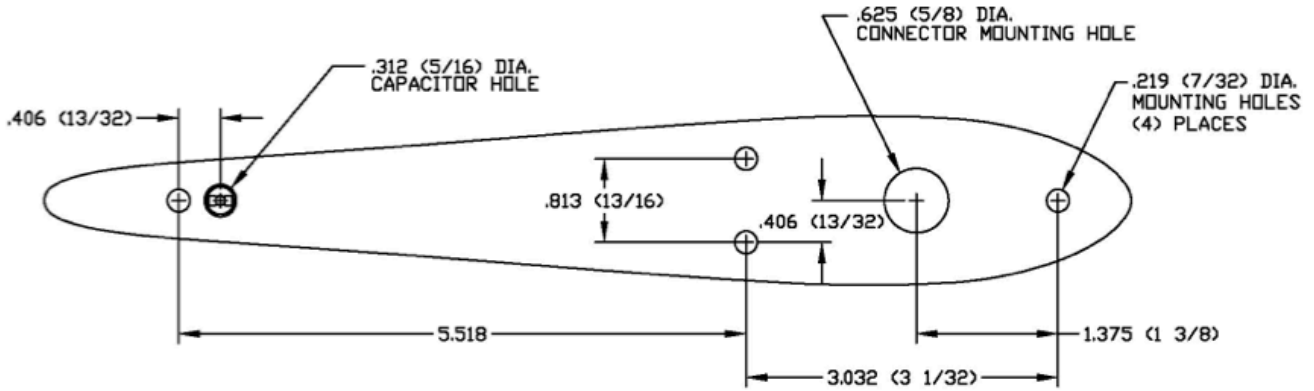 .625 (5/8) DIA.
CONNECTOR MOUNTING HOLE
.312 (5/16) DIA.
CAPACITOR HOLE
.219 (7/32) DIA.
MOUNTING HOLES
(4) PLACES
.406 (13/32)
.813 (13/16)
.406 (13/32)
5.518
1.375 (1 3/8)
3.032 (3 1/32)